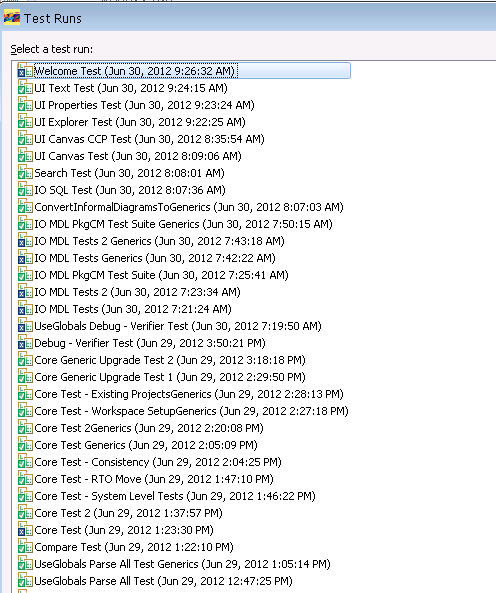 Test Runs
Select a test run:
Welcome Test (Jun 30, 2012 9:26:32 AM)
UI Text Test (Jun 30, 2012 9:24:15 AM)
UI Properties Test (Jun 30, 2012 9:23:24 AM)
UI Explorer Test (Jun 30, 2012 9:22:25 AM)
UI Canvas CCP Test (Jun 30, 2012 8:35:54 AM)
UI Canvas Test (Jun 30, 2012 8:09:06 AM)
Search Test (Jun 30, 2012 8:08:01 AM)
IO SQL Test (Jun 30, 2012 8:07:36 AM)
ConvertInformalDiagramsToGenerics (Jun 30, 2012 8:07:03 AM)
IO MDL PkgCM Test Suite Generics (Jun 30, 2012 7:50:15 AM)
IO MDL Tests 2 Generics (Jun 30, 2012 7:43:18 AM)
IO MDL Tests Generics (Jun 30, 2012 7:42:22 AM)
IO MDL PkgCM Test Suite (Jun 30, 2012 7:25:41 AM)
IO MDL Tests 2 (Jun 30, 2012 7:23:34 AM)
IO MDL Tests (Jun 30, 2012 7:21:24 AM)
UseGlobals Debug - Verifier Test (Jun 30, 2012 7:19:50 AM)
Debug - Verifier Test (Jun 29, 2012 3:50:21 PM)
Core Generic Upgrade Test 2 (Jun 29, 2012 3:18:18 PM)
Core Generic Upgrade Test 1 (Jun 29, 2012 2:29:50 PM)
Core Test - Existing ProjectsGenerics (Jun 29, 2012 2:28:13 PM)
Core Test - Workspace SetupGenerics (Jun 29, 2012 2:27:18 PM)
Core Test 2Generics (Jun 29, 2012 2:20:08 PM)
Core Test Generics (Jun 29, 2012 2:05:09 PM)
Core Test - Consistency (Jun 29, 2012 2:04:25 PM)
Core Test - RTO Move (Jun 29, 2012 1:47:10 PM)
Core Test - System Level Tests (Jun 29, 2012 1:46:22 PM)
Core Test 2 (Jun 29, 2012 1:37:57 PM)
Core Test (Jun 29, 2012 1:23:30 PM)
Compare Test (Jun 29, 2012 1:22:10 PM)
UseGlobals Parse All Test Generics (Jun 29, 2012 1:05:14 PM)
UseGlobals Parse All Test (Jun 29, 2012 12:47:25 PM)